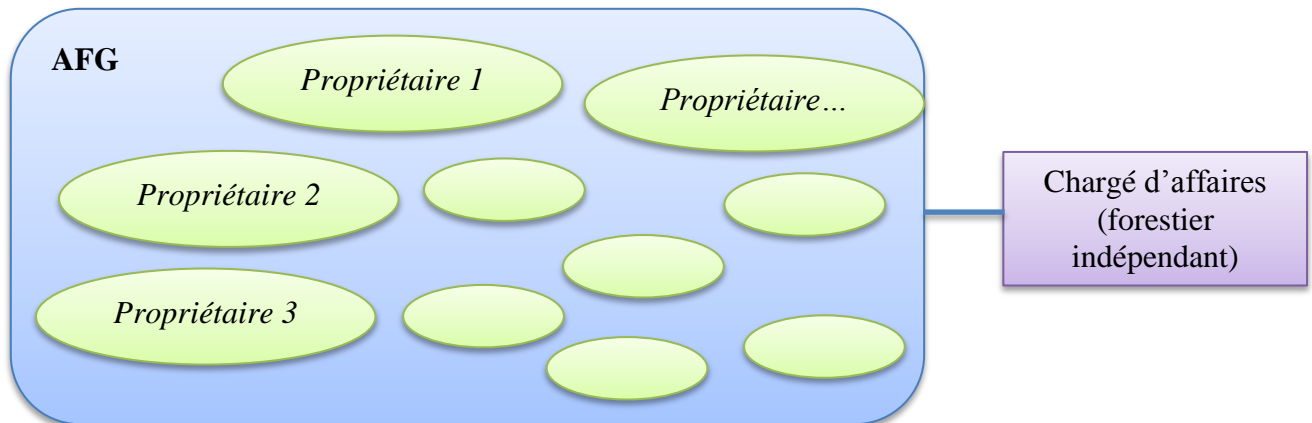 AFG
Propriétaire 1
Propriétaire…
Propriétaire 2
Propriétaire 3
Chargé d’affaires
(forestier
indépendant)